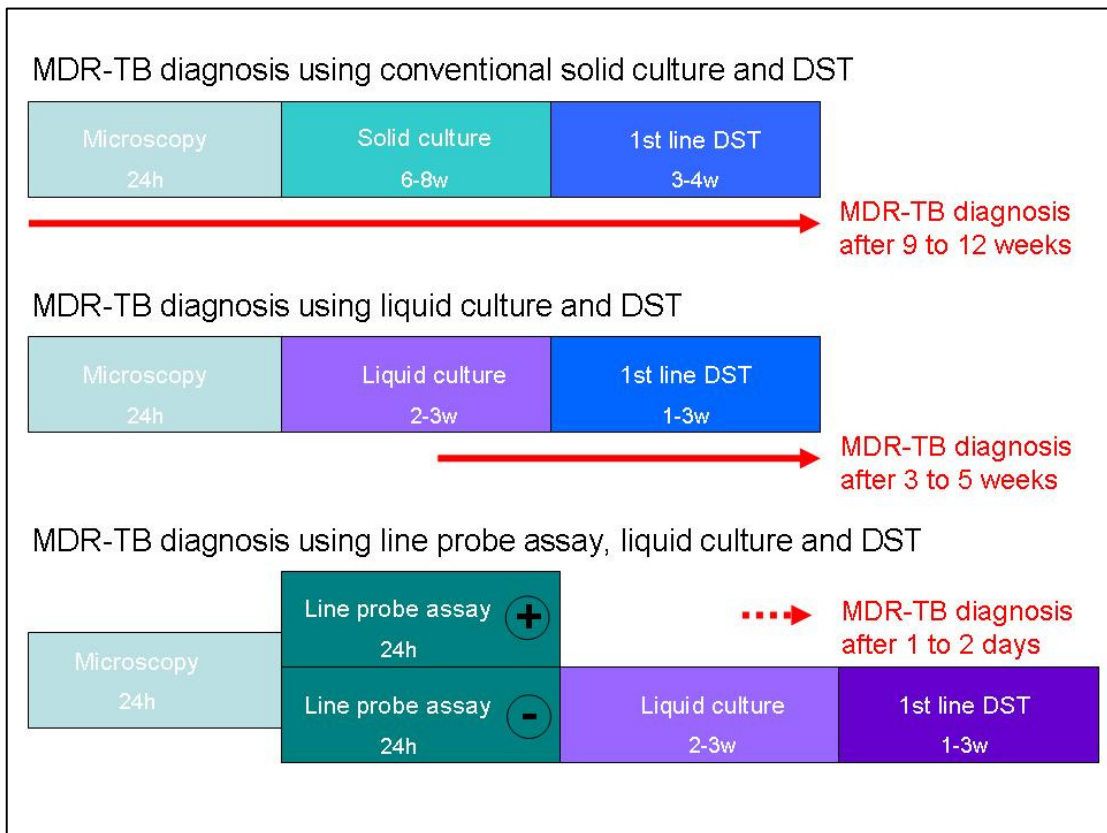 MDR-TB diagnosis using conventional solid culture and DST
Microscopy
24h
Solid culture
6-8w
1st line DST
3-4w
MDR-TB diagnosis
after 9 to 12 weeks
MDR-TB diagnosis using liquid culture and DST
Microscopy
24h
Liquid culture
2-3w
1st line DST
1-3w
MDR-TB diagnosis
after 3 to 5 weeks
MDR-TB diagnosis using line probe assay, liquid culture and DST
Microscopy
24h
Line probe assay
24h
+
MDR-TB diagnosis
after 1 to 2 days
Line probe assay
24h
-
Liquid culture
2-3w
1st line DST
1-3w